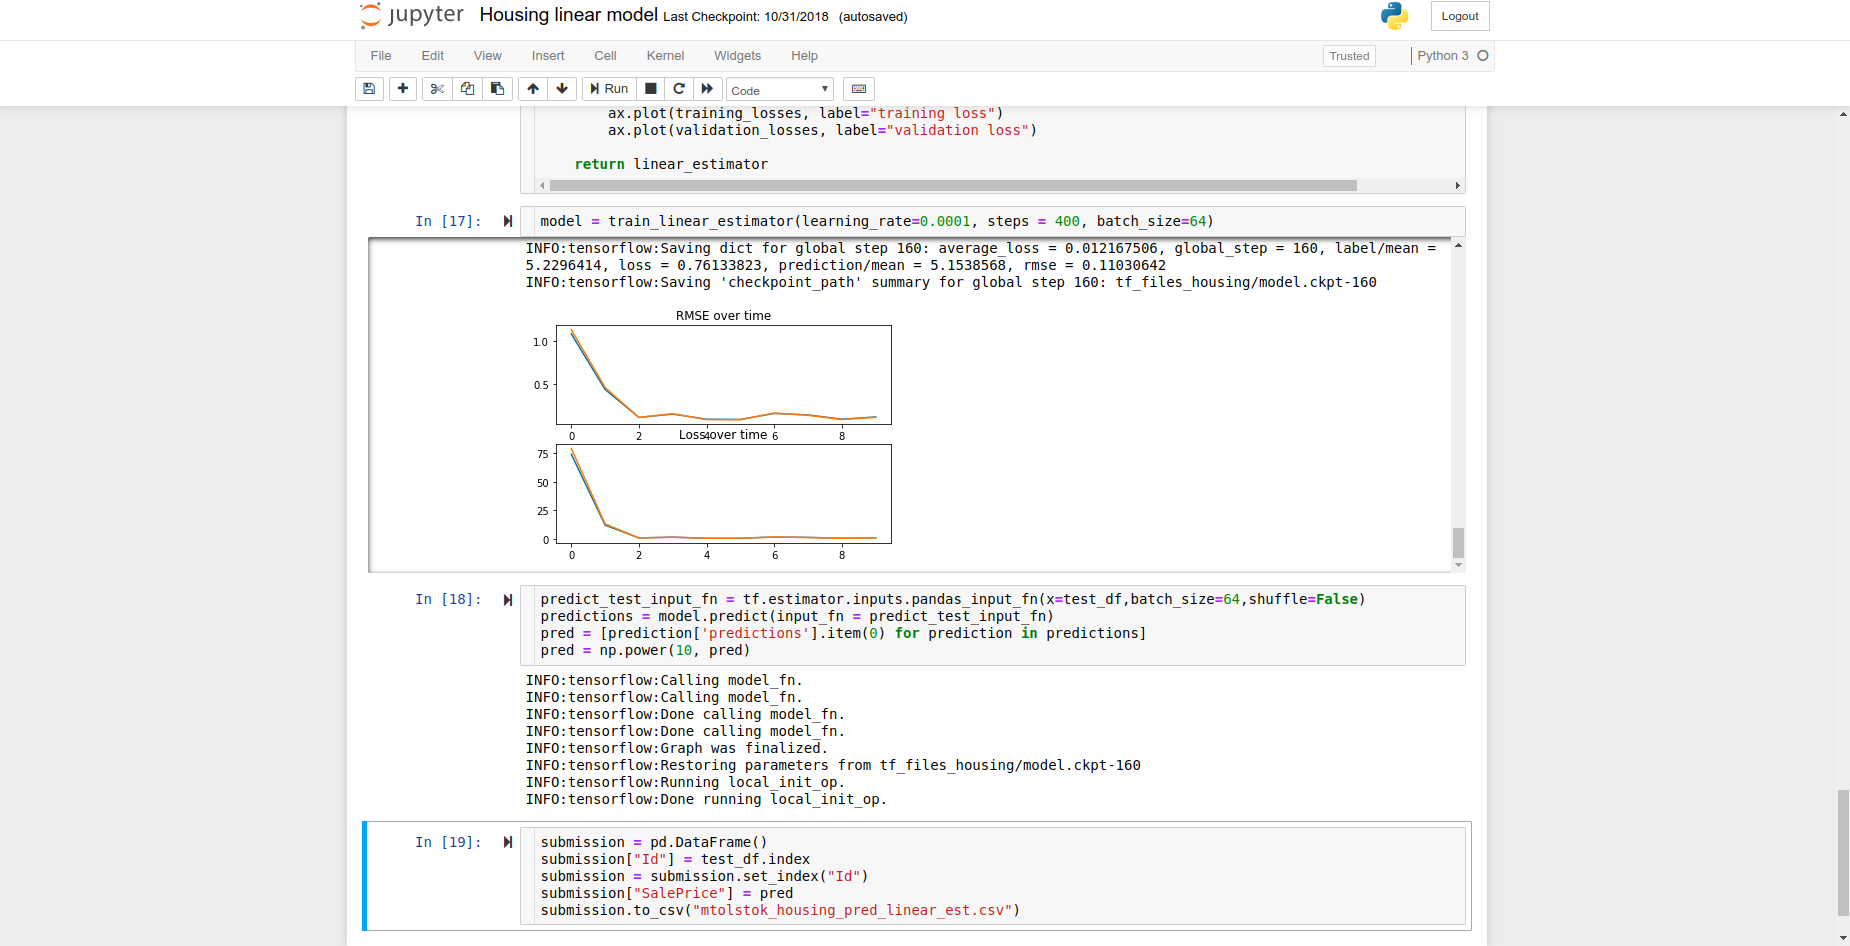 jupyter Housing linear model Last Checkpoint: 10/31/2018 (autosaved)
Logout
File Edit View Insert Cell Kernel Widgets Help
Trusted
Python 3
Run
Code
ax.plot(training_losses, label="training loss")
ax.plot(validation_losses, label="validation loss")
return linear_estimator
In [17]:
model = train_linear_estimator(learning_rate=0.0001, steps = 400, batch_size=64)
INFO:tensorflow:Saving dict for global step 160: average_loss = 0.012167506, global_step = 160, label/mean =
5.2296414, loss = 0.76133823, prediction/mean = 5.1538568, rmse = 0.11030642
INFO:tensorflow:Saving 'checkpoint_path' summary for global step 160: tf_files_housing/model.ckpt-160
RMSE over time
1.0
0.5
0 2 4 6 8
Loss over time
75
50
25
0
0 2 4 6 8
In [18]:
predict_test_input_fn = tf.estimator.inputs.pandas_input_fn(x=test_df,batch_size=64,shuffle=False)
predictions = model.predict(input_fn = predict_test_input_fn)
pred = [prediction['predictions'].item(0) for prediction in predictions]
pred = np.power(10, pred)
INFO:tensorflow:Calling model_fn.
INFO:tensorflow:Calling model_fn.
INFO:tensorflow:Done calling model_fn.
INFO:tensorflow:Done calling model_fn.
INFO:tensorflow:Graph was finalized.
INFO:tensorflow:Restoring parameters from tf_files_housing/model.ckpt-160
INFO:tensorflow:Running local_init_op.
INFO:tensorflow:Done running local_init_op.
In [19]:
submission = pd.DataFrame()
submission["Id"] = test_df.index
submission = submission.set_index("Id")
submission["SalePrice"] = pred
submission.to_csv("mtolstok_housing_pred_linear_est.csv")